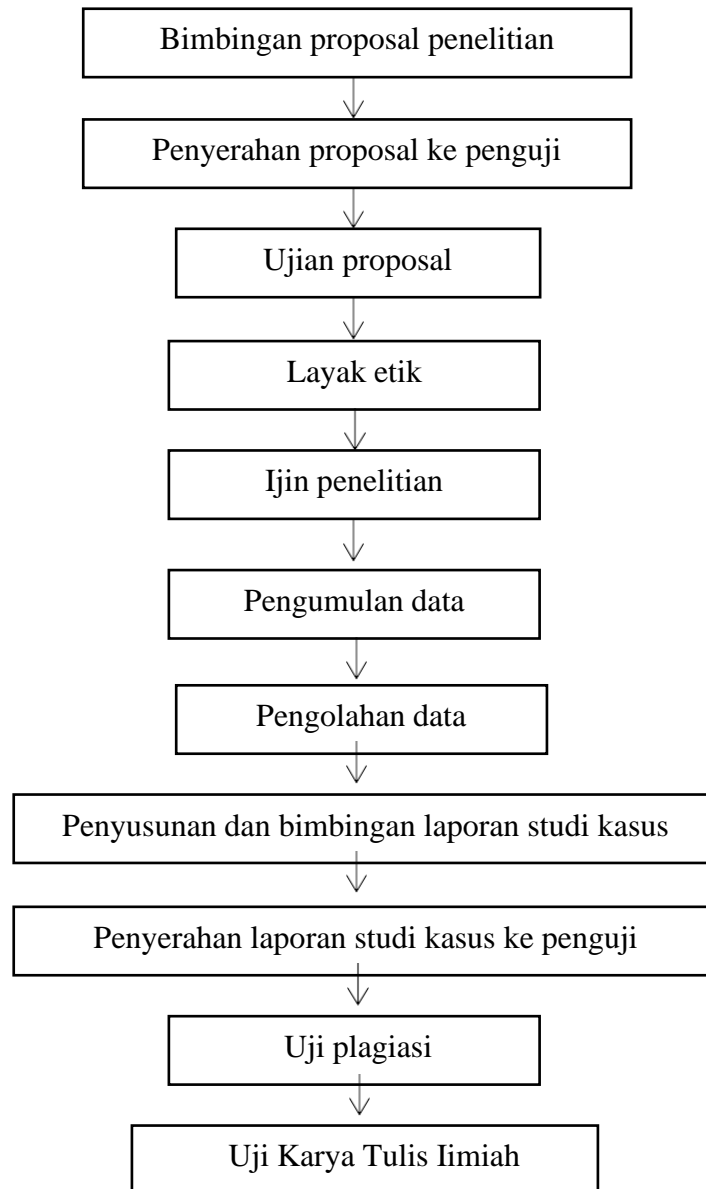 Bimbingan proposal penelitian
Penyerahan proposal ke penguji
Ujian proposal
Layak etik
Ijin penelitian
Pengumulan data
Pengolahan data
Penyusunan dan bimbingan laporan studi kasus
Penyerahan laporan studi kasus ke penguji
Uji plagiasi
Uji Karya Tulis Iimiah